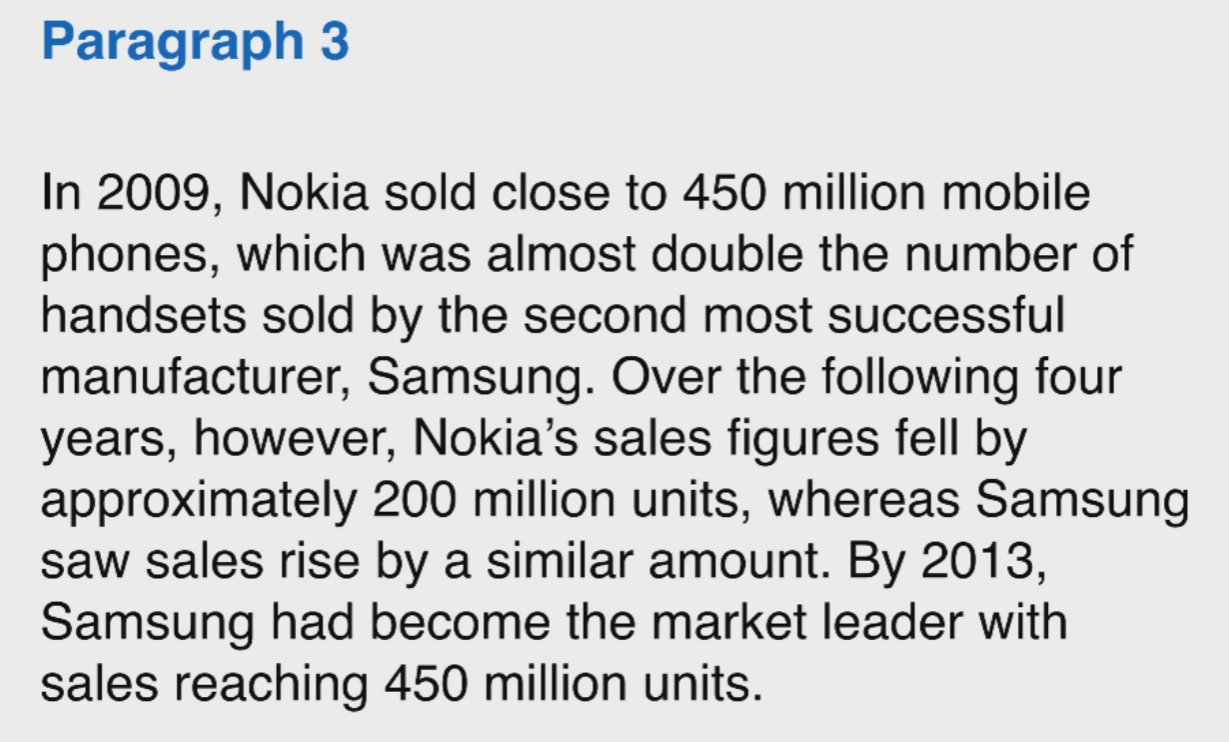 Paragraph 3
In 2009, Nokia sold close to 450 million mobile
phones, which was almost double the number of
handsets sold by the second most successful
manufacturer, Samsung. Over the following four
years, however, Nokia’s sales figures fell by
approximately 200 million units, whereas Samsung
saw sales rise by a similar amount. By 2013,
Samsung had become the market leader with
sales reaching 450 million units.